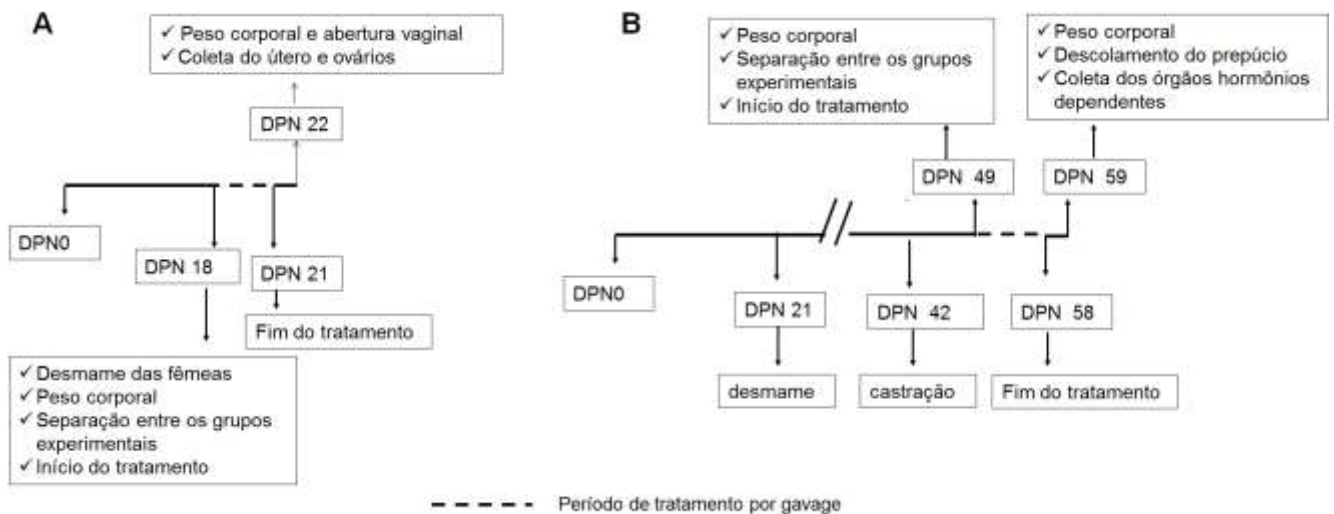 A
✓ Peso corporal e abertura vaginal
✓ Coleta do útero e ovários
DPN 22
DPN0
DPN 18
DPN 21
Fim do tratamento
✓ Desmame das fêmeas
✓ Peso corporal
✓ Separação entre os grupos
experimentais
✓ Início do tratamento
B
✓ Peso corporal
✓ Separação entre os grupos
experimentais
✓ Início do tratamento
✓ Peso corporal
✓ Descolamento do prepúcio
✓ Coleta dos órgãos hormônios
dependentes
DPN 49
DPN 59
DPN0
DPN 21
DPN 42
DPN 58
desmame
castração
Fim do tratamento
Período de tratamento por gavage